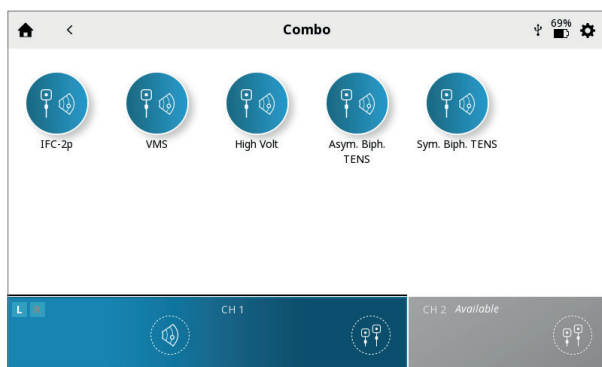 Combo
69%
IFC-2p
VMS
High Volt
Asym. Biph.
TENS
Sym. Biph. TENS
L R
CH 1
CH 2 Available